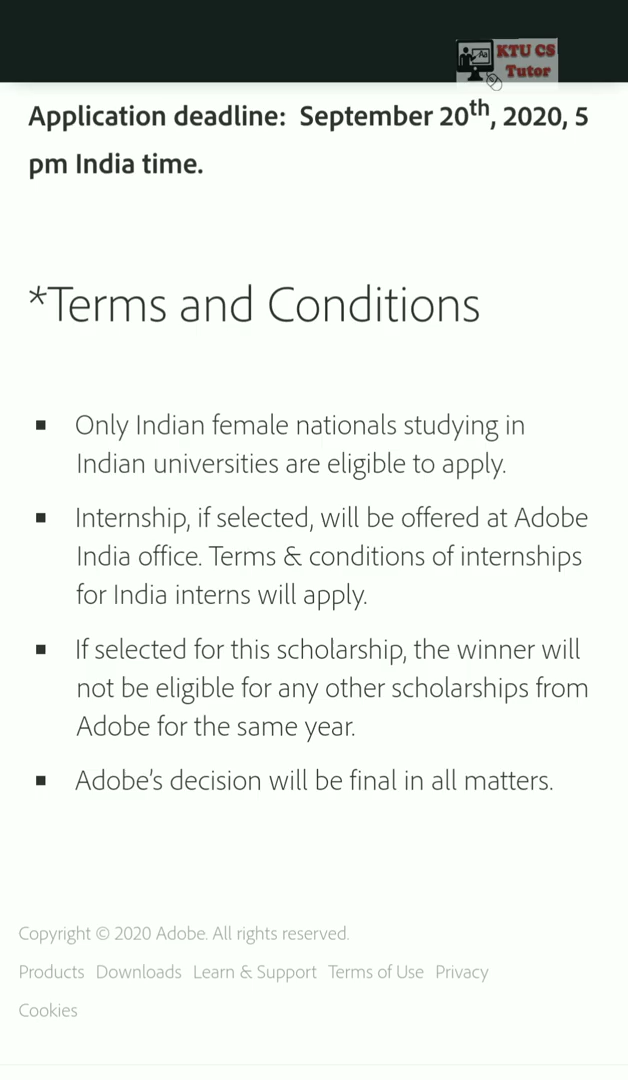 KTU CS
Tutor
Application deadline:  September 20th, 2020, 5
pm India time.
*Terms and Conditions
▪ Only Indian female nationals studying in
Indian universities are eligible to apply.
▪ Internship, if selected, will be offered at Adobe
India office. Terms & conditions of internships
for India interns will apply.
▪ If selected for this scholarship, the winner will
not be eligible for any other scholarships from
Adobe for the same year.
▪ Adobe's decision will be final in all matters.
Copyright © 2020 Adobe. All rights reserved.
Products  Downloads  Learn & Support  Terms of Use  Privacy
Cookies